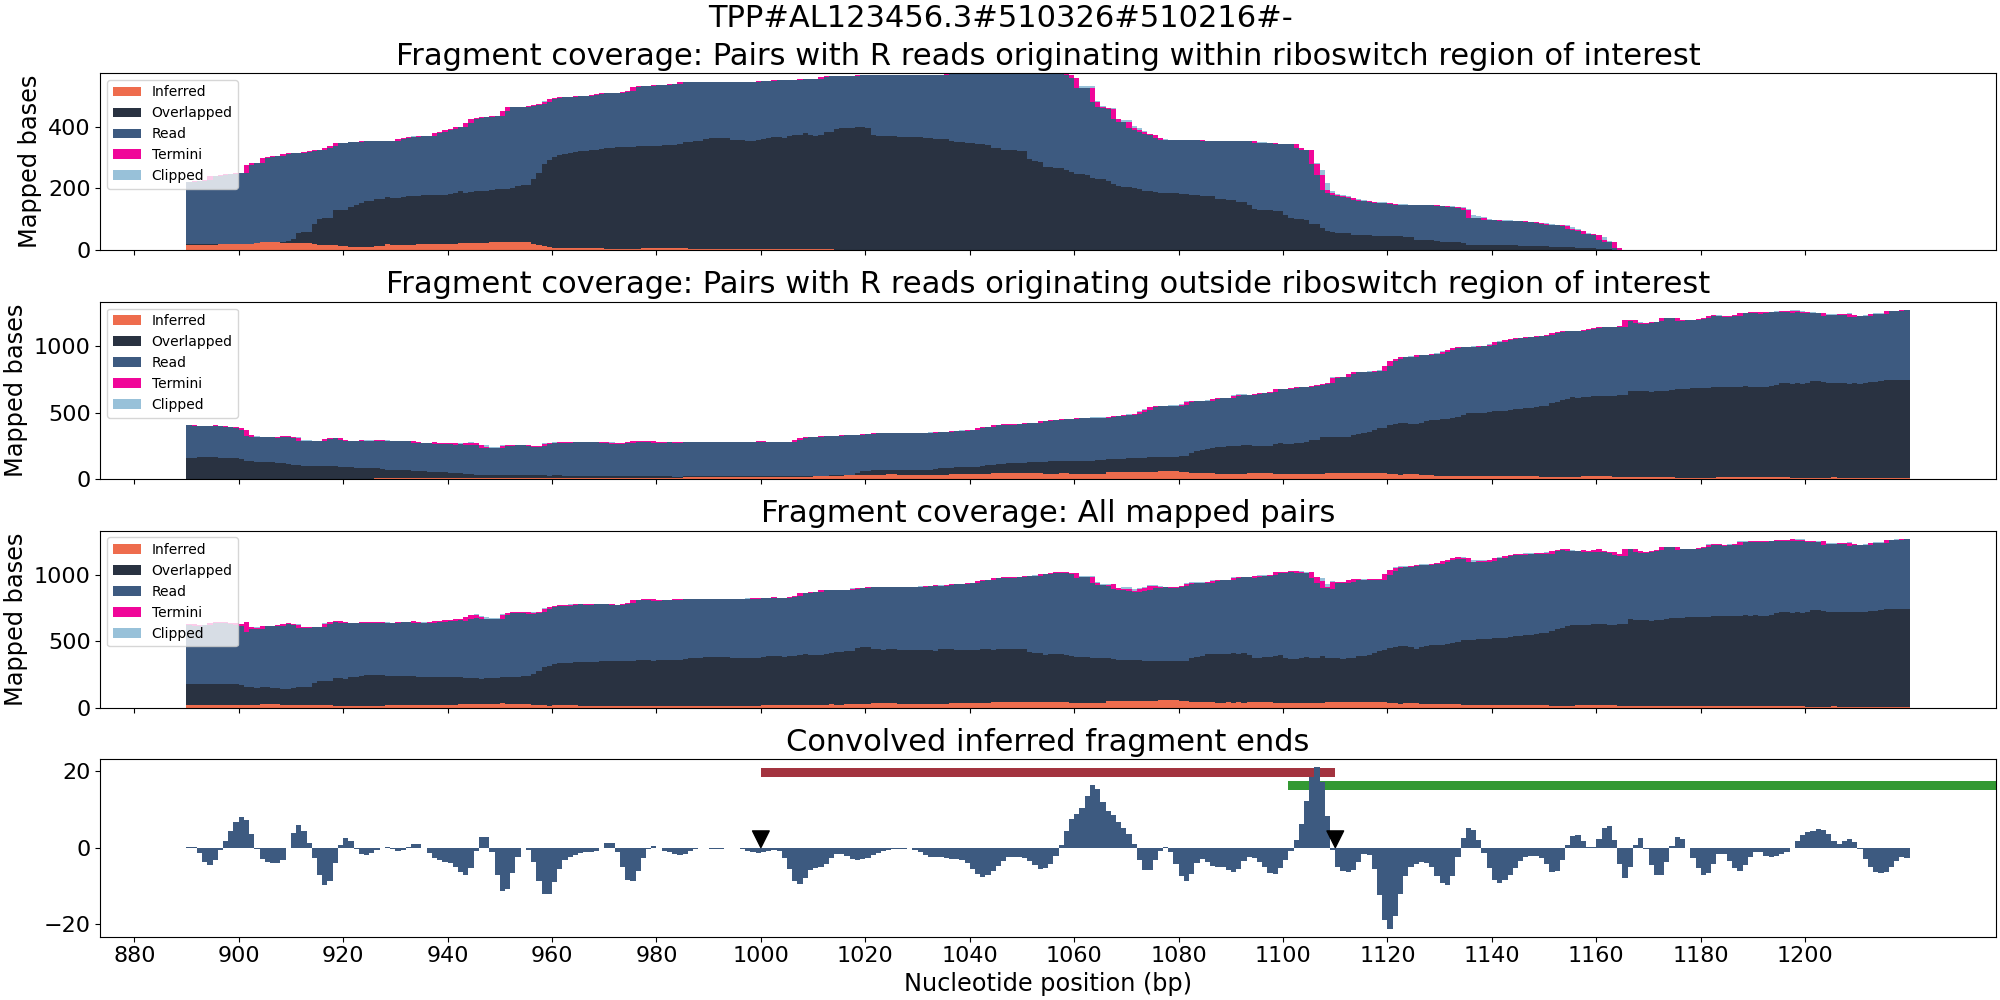 TPP#AL123456.3#510326#510216#-
Fragment coverage: Pairs with R reads originating within riboswitch region of interest
Mapped bases
400
200
0
Inferred
Overlapped
Read
Termini
Clipped
Fragment coverage: Pairs with R reads originating outside riboswitch region of interest
Mapped bases
1000
500
0
Inferred
Overlapped
Read
Termini
Clipped
Fragment coverage: All mapped pairs
Mapped bases
1000
500
0
Inferred
Overlapped
Read
Termini
Clipped
Convolved inferred fragment ends
20
0
−20
880 900 920 940 960 980 1000 1020 1040 1060 1080 1100 1120 1140 1160 1180 1200
Nucleotide position (bp)